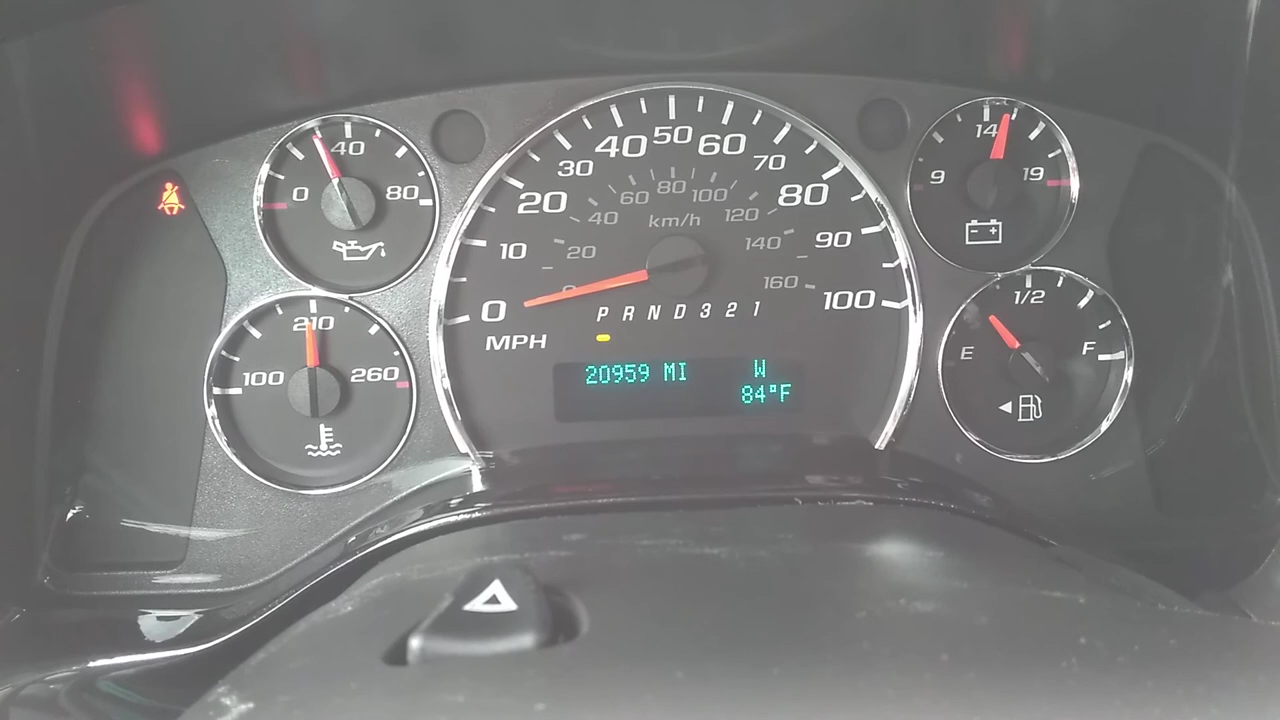 0 40 80
100 210 260
0 10 20 30 40 50 60 70 80 90 100
0 20 40 60 80 100 120 140 160
km/h
MPH
P R N D 3 2 1
20959 MI W
84°F
9 14 19
- +
E 1/2 F